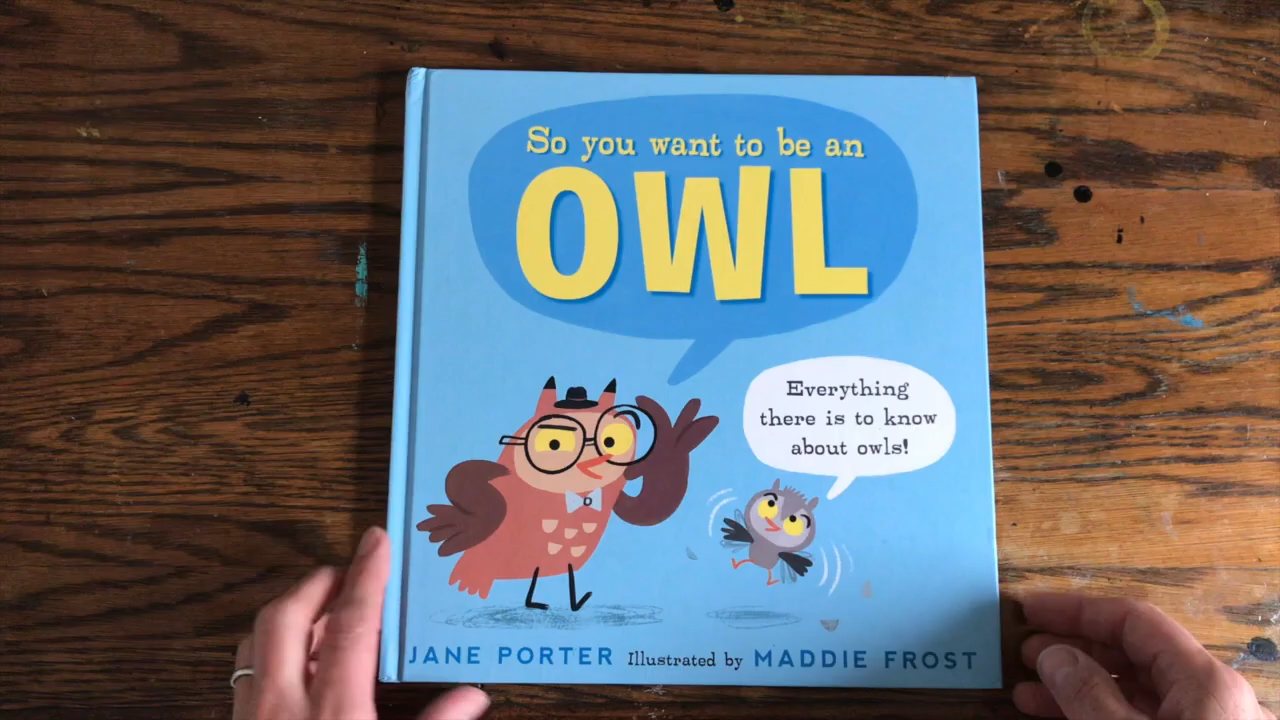 So you want to be an
OWL
Everything
there is to know
about owls!
JANE PORTER Illustrated by MADDIE FROST